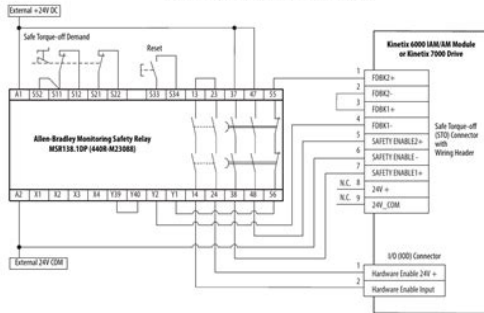 External +24V DC
Safe Torque-off Demand
Reset
A1 S52 S11 S12 S21 S22 S33 S34 13 23 37 47 55
Allen-Bradley Monitoring Safety Relay
MSR138.1DP (440R-M23088)
A2 X1 X2 X3 X4 Y39 Y40 Y2 Y1 14 24 38 48 56
External 24V COM
Kinetix 6000 IAM/AM Module
or Kinetix 7000 Drive
1 FDBK2+
2 FDBK2-
3 FDBK1+
4 FDBK1-
5 SAFETY ENABLE2+
6 SAFETY ENABLE-
7 SAFETY ENABLE1+
N.C. 8 24V +
N.C. 9 24V_COM
Safe Torque-off
(STO) Connector
with
Wiring Header
I/O (IOD) Connector
1 Hardware Enable 24V +
2 Hardware Enable Input